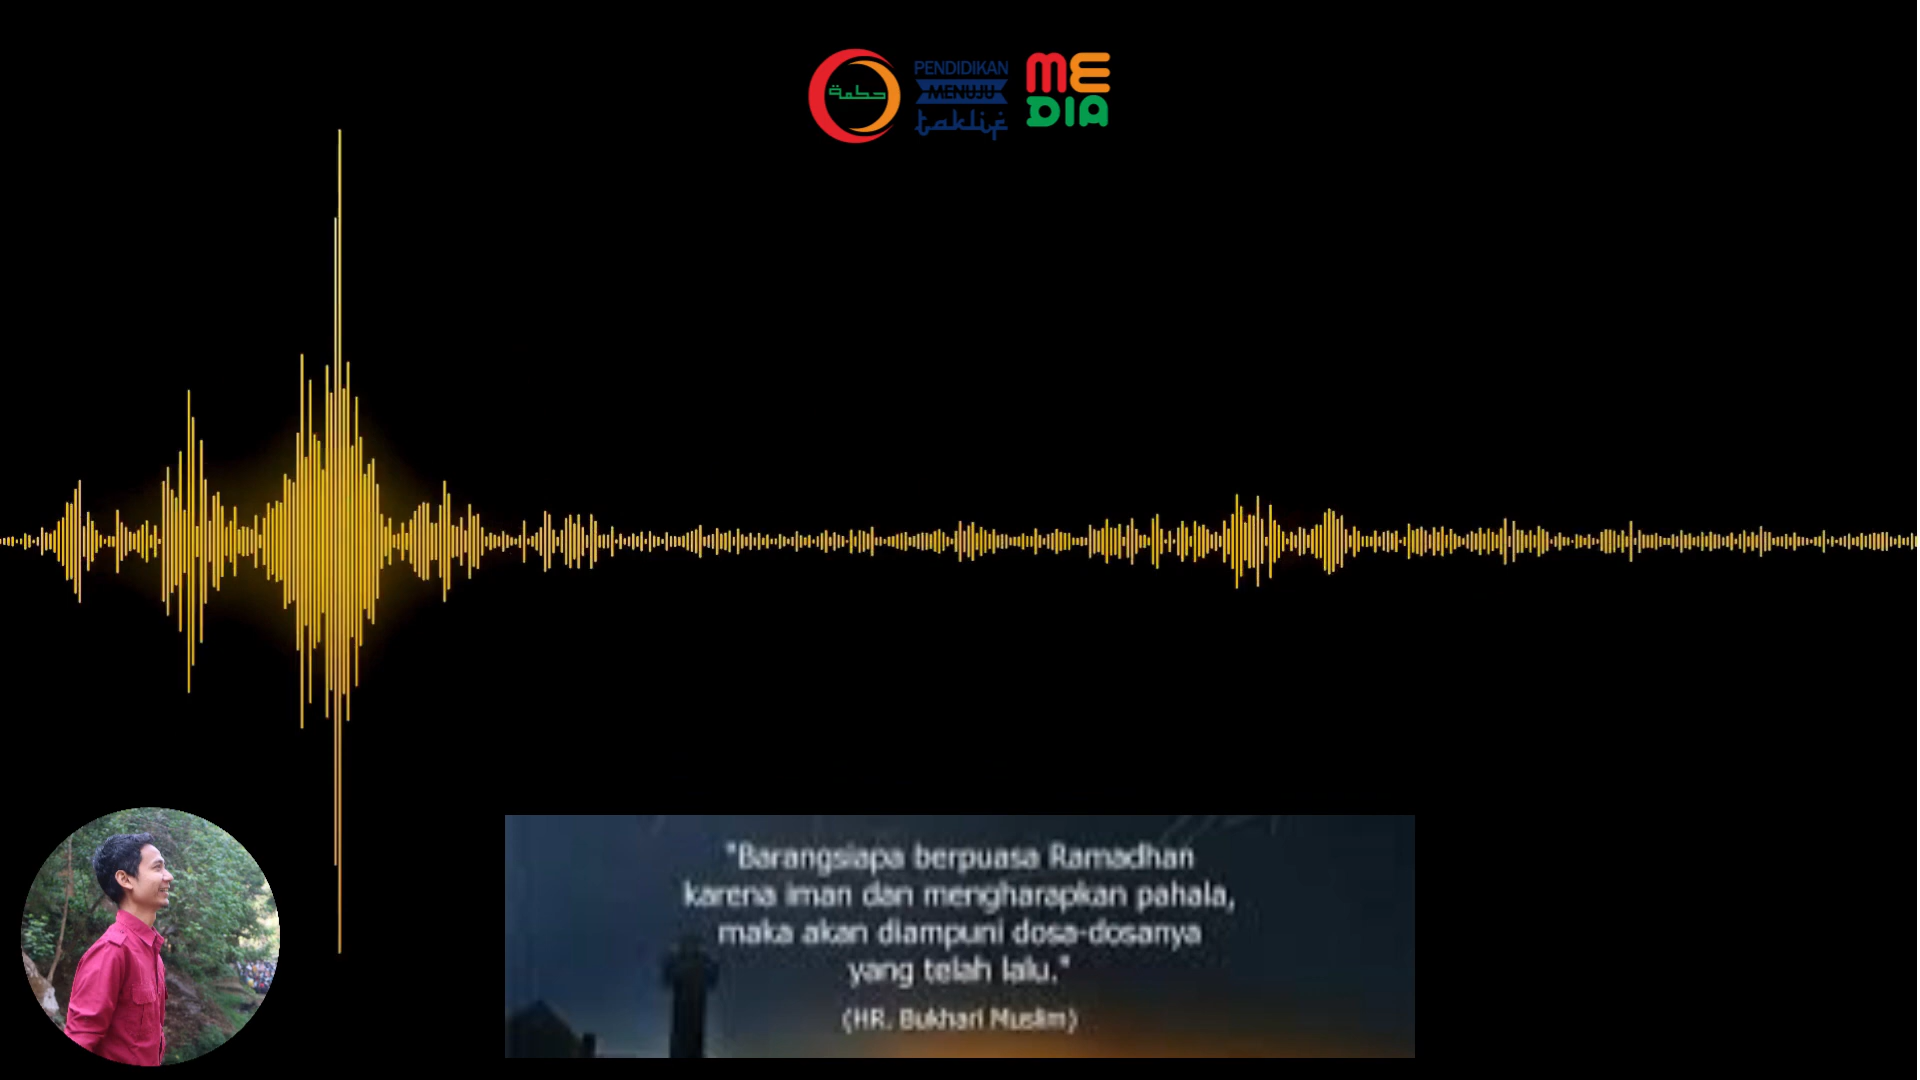 حكمة
PENDIDIKAN
MENUJU
taklif
ME
DIA
"Barangsiapa berpuasa Ramadhan
karena iman dan mengharapkan pahala,
maka akan diampuni dosa-dosanya
yang telah lalu."
(HR. Bukhari Muslim)